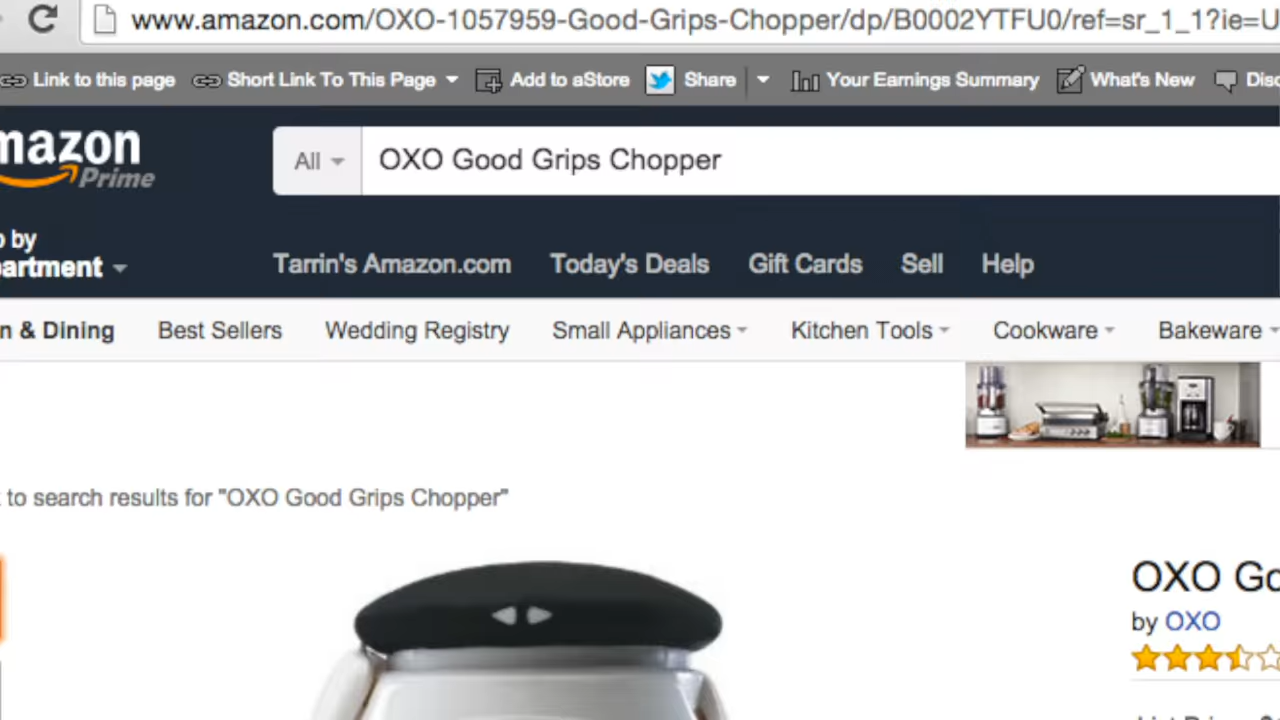 www.amazon.com/OXO-1057959-Good-Grips-Chopper/dp/B0002YTFU0/ref=sr_1_1?ie=U
Link to this page Short Link To This Page Add to aStore Share Your Earnings Summary What's New Disc
mazon
Prime
All OXO Good Grips Chopper
p by
artment
Tarrin's Amazon.com Today's Deals Gift Cards Sell Help
n & Dining Best Sellers Wedding Registry Small Appliances Kitchen Tools Cookware Bakeware
to search results for "OXO Good Grips Chopper"
OXO Go
by OXO